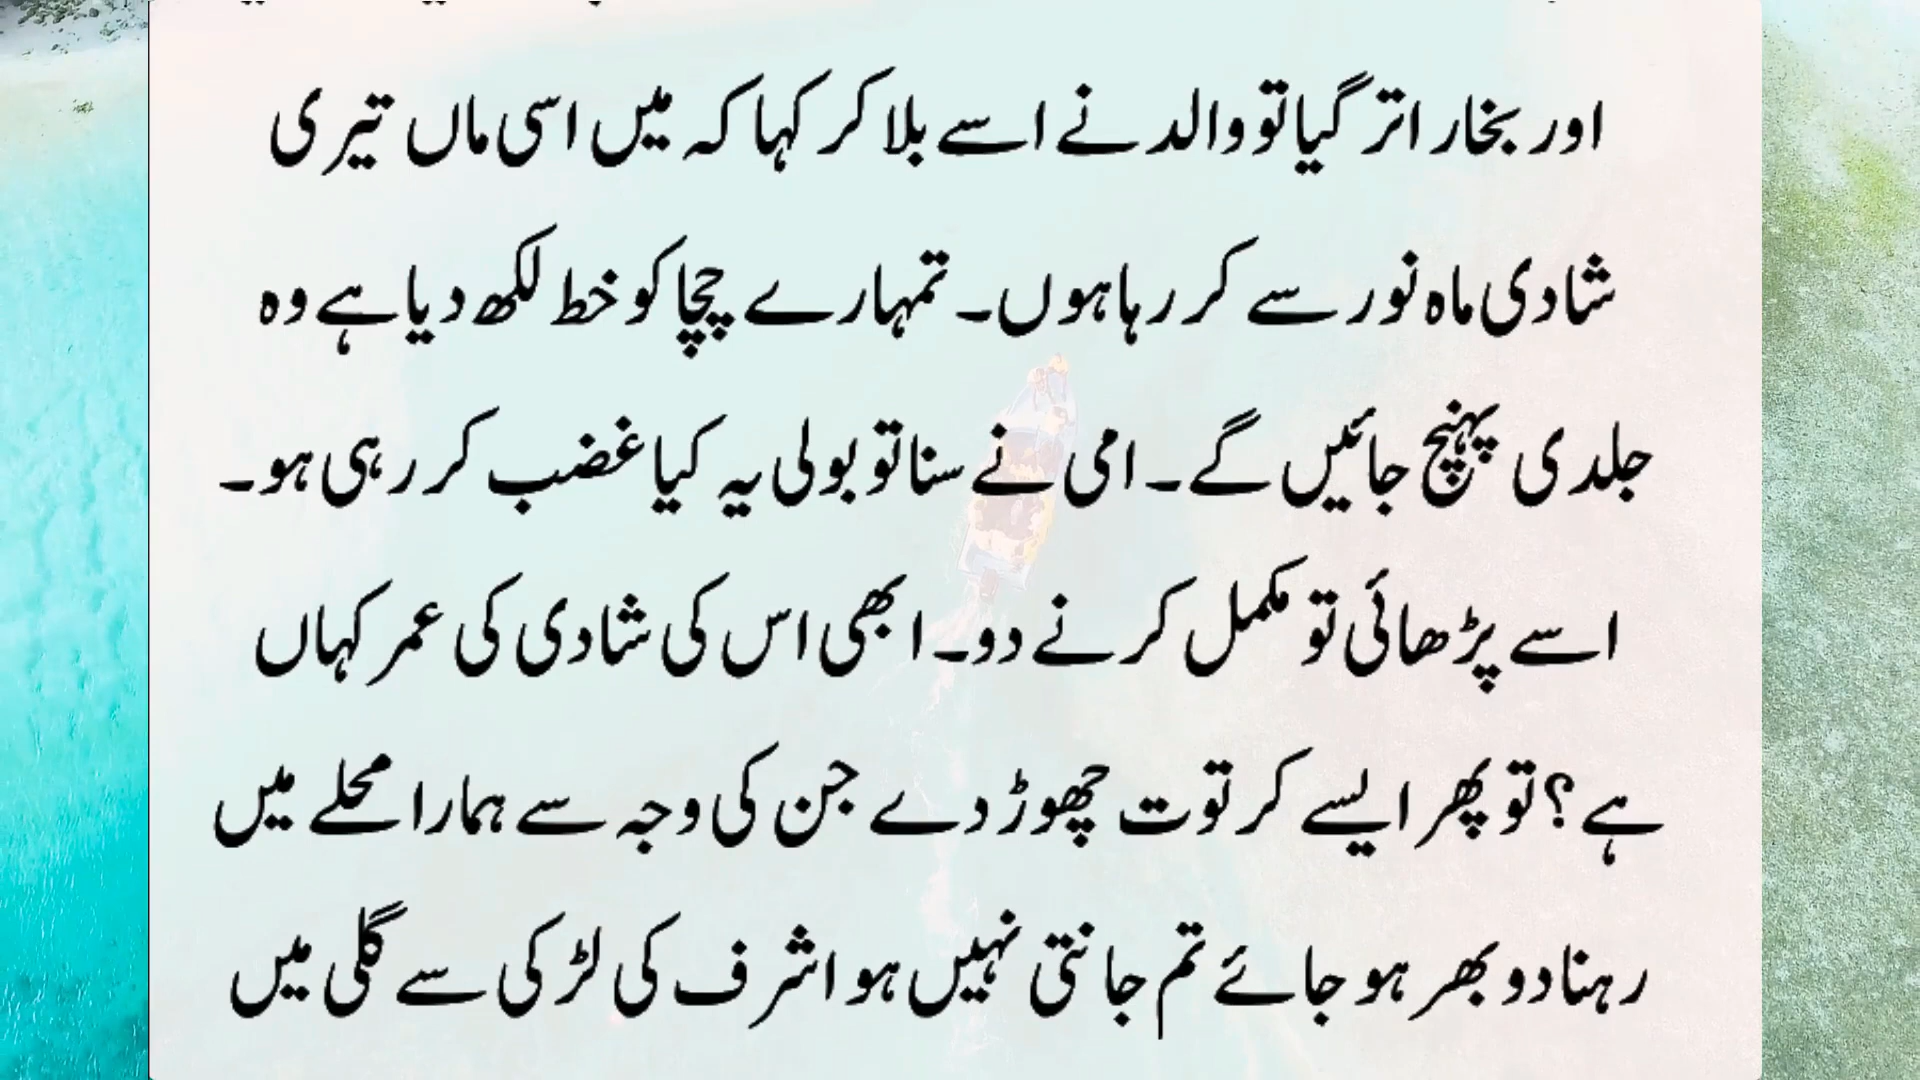 اور بخار اتر گیا تو والد نے اسے بلا کر کہا کہ میں اسی ماں تیری
شادی ماہ نور سے کر رہا ہوں۔ تمہارے چچا کو خط لکھ دیا ہے وہ
جلدی پہنچ جائیں گے۔ امی نے سنا تو بولی یہ کیا غضب کر رہی ہو۔
اسے پڑھائی تو مکمل کرنے دو۔ ابھی اس کی شادی کی عمر کہاں
ہے؟ تو پھر ایسے کرتوت چھوڑ دے جن کی وجہ سے ہمارا محلے میں
رہنا دوبھر ہو جائے تم جانتی نہیں ہو اشرف کی لڑکی سے گلی میں